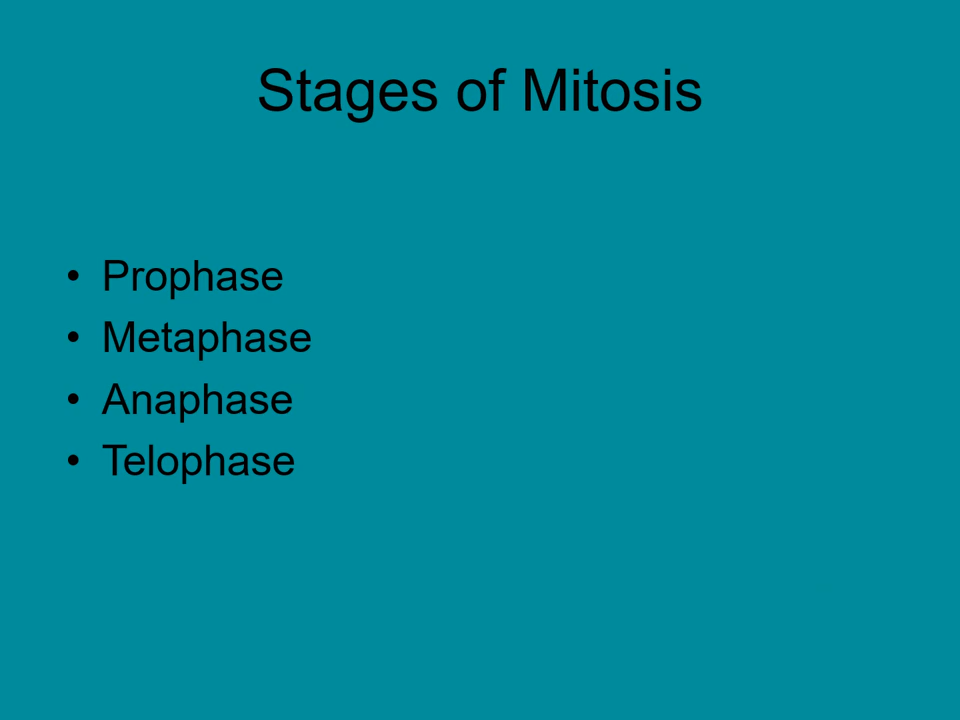 Stages of Mitosis
• Prophase
• Metaphase
• Anaphase
• Telophase